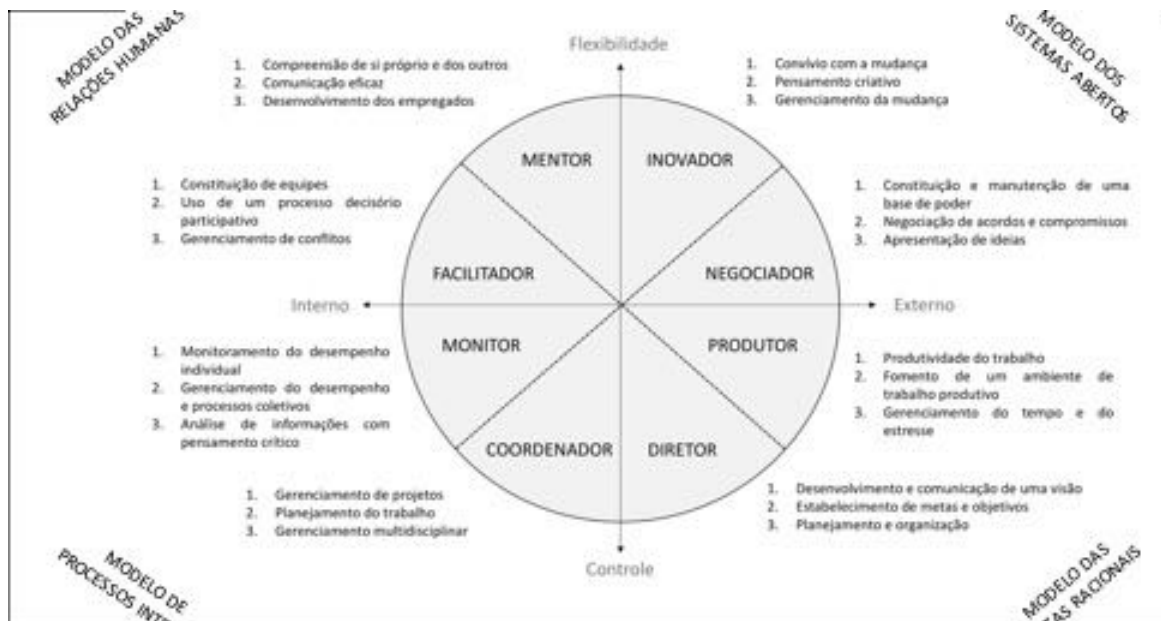 MODELO DAS
RELAÇÕES HUMANAS
Flexibilidade
MODELO DOS
SISTEMAS ABERTOS
1. Compreensão de si próprio e dos outros
2. Comunicação eficaz
3. Desenvolvimento dos empregados
1. Convívio com a mudança
2. Pensamento criativo
3. Gerenciamento da mudança
MENTOR
INOVADOR
1. Constituição de equipes
2. Uso de um processo decisório
participativo
3. Gerenciamento de conflitos
1. Constituição e manutenção de uma
base de poder
2. Negociação de acordos e compromissos
3. Apresentação de ideias
FACILITADOR
NEGOCIADOR
Interno
Externo
MONITOR
PRODUTOR
1. Monitoramento do desempenho
individual
2. Gerenciamento do desempenho
e processos coletivos
3. Análise de informações com
pensamento crítico
1. Produtividade do trabalho
2. Fomento de um ambiente de
trabalho produtivo
3. Gerenciamento do tempo e do
estresse
COORDENADOR
DIRETOR
1. Gerenciamento de projetos
2. Planejamento do trabalho
3. Gerenciamento multidisciplinar
1. Desenvolvimento e comunicação de uma visão
2. Estabelecimento de metas e objetivos
3. Planejamento e organização
Controle
MODELO DE
PROCESSOS
MODELO DAS
RACIONAIS